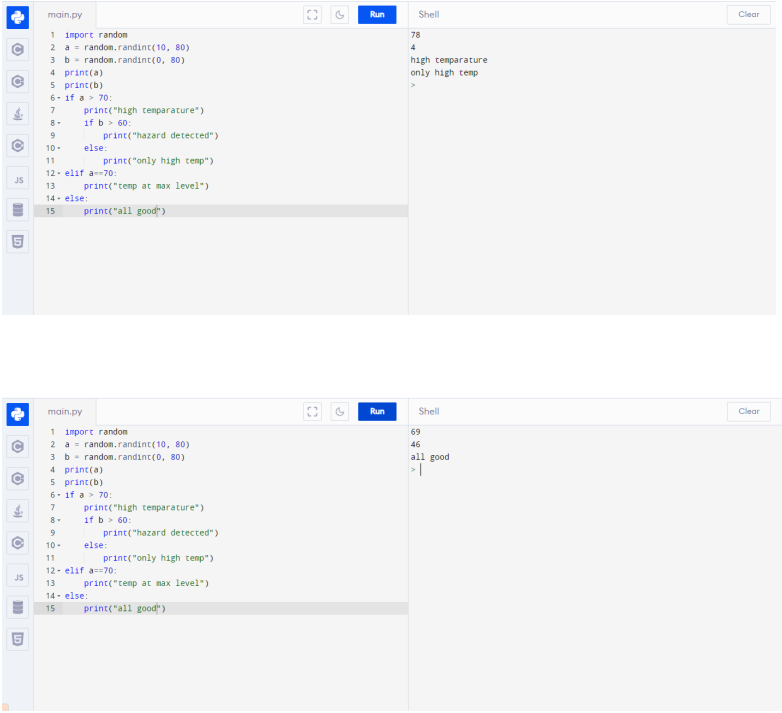 main.py Run Shell Clear
1 import random
2 a = random.randint(10, 80)
3 b = random.randint(0, 80)
4 print(a)
5 print(b)
6 if a > 70:
7 print("high temparature")
8 if b > 60:
9 print("hazard detected")
10 else:
11 print("only high temp")
12 elif a==70:
13 print("temp at max level")
14 else:
15 print("all good")
78
4
high temparature
only high temp
>
JS
main.py Run Shell Clear
1 import random
2 a = random.randint(10, 80)
3 b = random.randint(0, 80)
4 print(a)
5 print(b)
6 if a > 70:
7 print("high temparature")
8 if b > 60:
9 print("hazard detected")
10 else:
11 print("only high temp")
12 elif a==70:
13 print("temp at max level")
14 else:
15 print("all good")
69
46
all good
>
JS